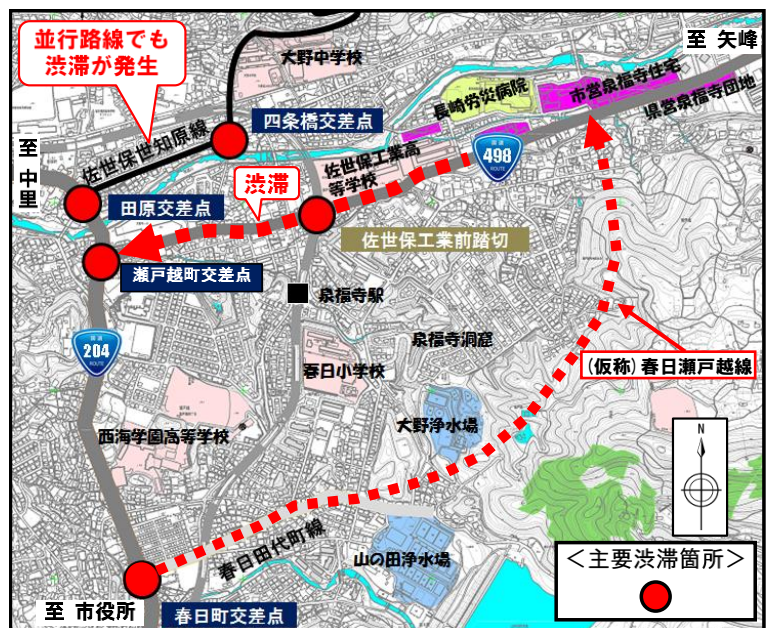 並行路線でも
渋滞が発生
大野中学校
至 矢峰
長崎労災病院
市営泉福寺住宅
県営泉福寺団地
四条橋交差点
佐世保世知原線
至 中里
佐世保工業高
等学校
国道
498
ROUTE
渋滞
田原交差点
佐世保工業前踏切
瀬戸越町交差点
泉福寺駅
国道
204
ROUTE
泉福寺洞窟
(仮称)春日瀬戸越線
春日小学校
大野浄水場
西海学園高等学校
N
春日田代町線
山の田浄水場
<主要渋滞箇所>
至 市役所
春日町交差点